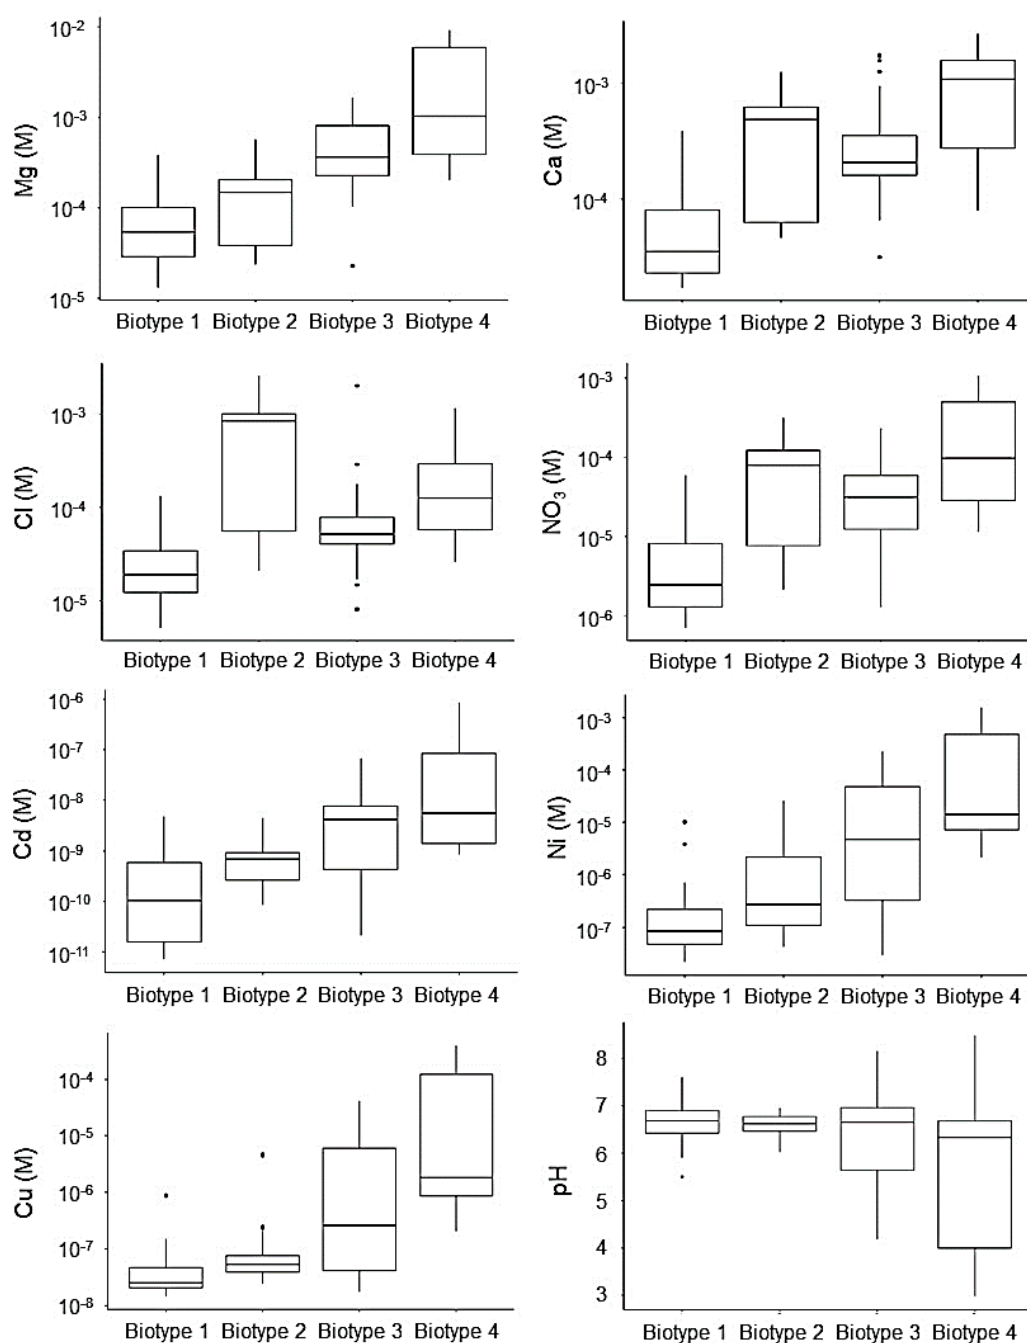 Mg (M)
10⁻²
10⁻³
10⁻⁴
10⁻⁵
Biotype 1 Biotype 2 Biotype 3 Biotype 4
Ca (M)
10⁻³
10⁻⁴
Biotype 1 Biotype 2 Biotype 3 Biotype 4
Cl (M)
10⁻³
10⁻⁴
10⁻⁵
Biotype 1 Biotype 2 Biotype 3 Biotype 4
NO₃ (M)
10⁻³
10⁻⁴
10⁻⁵
10⁻⁶
Biotype 1 Biotype 2 Biotype 3 Biotype 4
Cd (M)
10⁻⁶
10⁻⁷
10⁻⁸
10⁻⁹
10⁻¹⁰
10⁻¹¹
Biotype 1 Biotype 2 Biotype 3 Biotype 4
Ni (M)
10⁻³
10⁻⁴
10⁻⁵
10⁻⁶
10⁻⁷
Biotype 1 Biotype 2 Biotype 3 Biotype 4
Cu (M)
10⁻⁴
10⁻⁵
10⁻⁶
10⁻⁷
10⁻⁸
Biotype 1 Biotype 2 Biotype 3 Biotype 4
pH
8
7
6
5
4
3
Biotype 1 Biotype 2 Biotype 3 Biotype 4